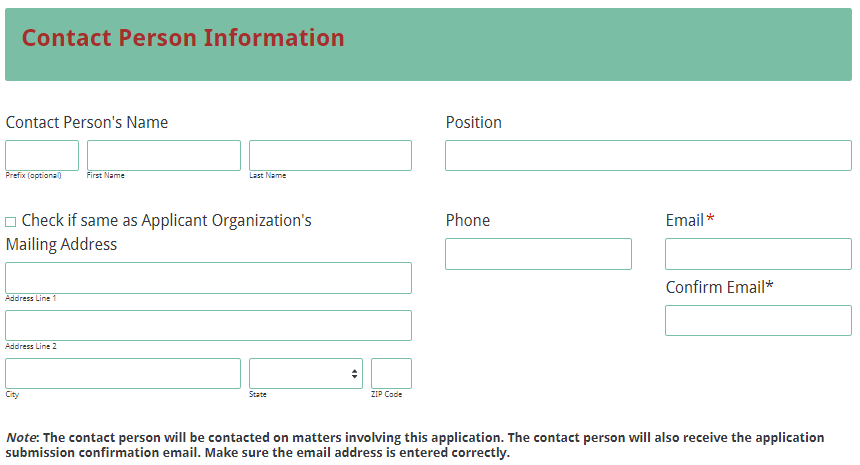 Contact Person Information
Contact Person's Name
Position
Prefix (optional)
First Name
Last Name
Check if same as Applicant Organization's
Mailing Address
Phone
Email*
Address Line 1
Confirm Email*
Address Line 2
City
State
ZIP Code
Note: The contact person will be contacted on matters involving this application. The contact person will also receive the application
submission confirmation email. Make sure the email address is entered correctly.